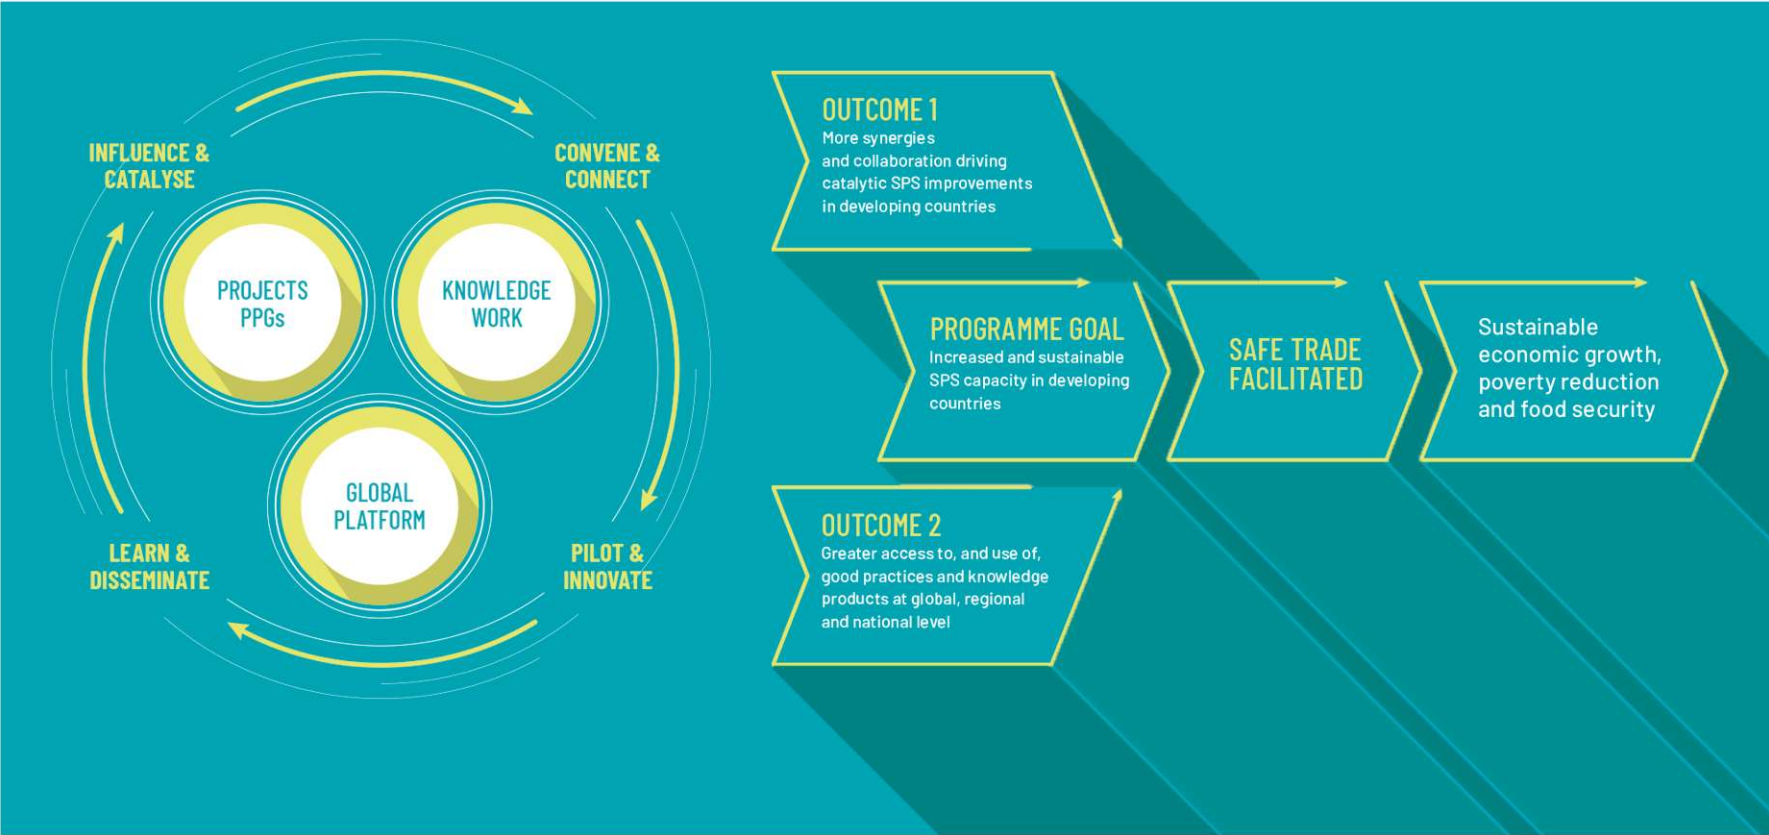 INFLUENCE &
CATALYSE
CONVENE &
CONNECT
PROJECTS
PPGs
KNOWLEDGE
WORK
GLOBAL
PLATFORM
LEARN &
DISSEMINATE
PILOT &
INNOVATE
OUTCOME 1
More synergies
and collaboration driving
catalytic SPS improvements
in developing countries
PROGRAMME GOAL
Increased and sustainable
SPS capacity in developing
countries
SAFE TRADE
FACILITATED
Sustainable
economic growth,
poverty reduction
and food security
OUTCOME 2
Greater access to, and use of,
good practices and knowledge
products at global, regional
and national level